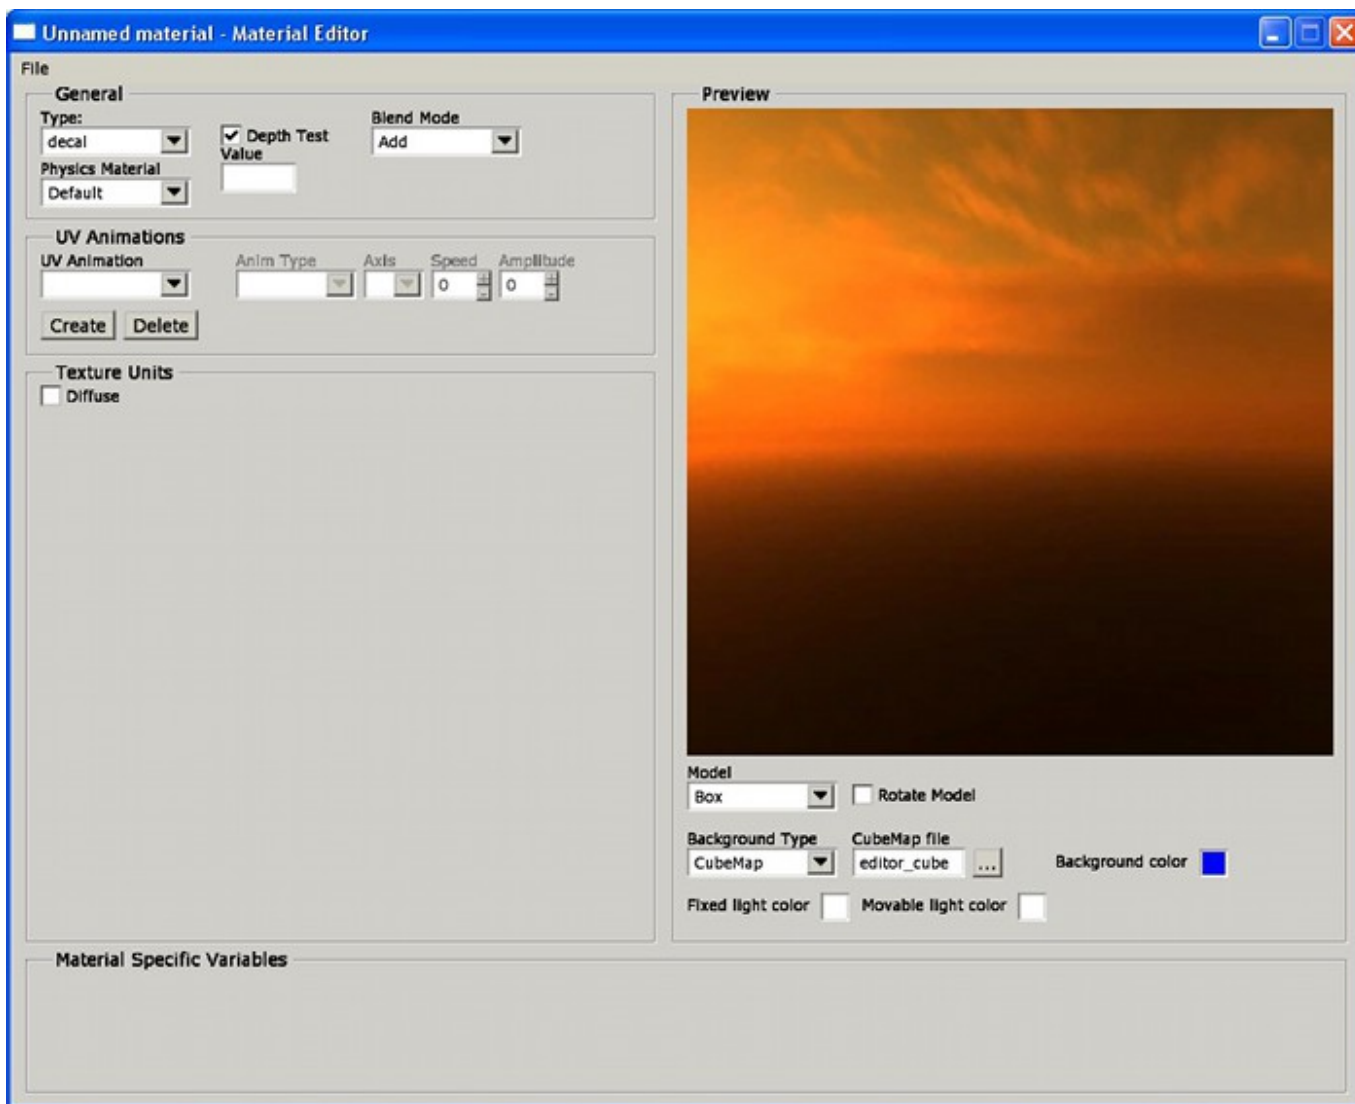 Unnamed material - Material Editor
File
General
Type:
decal
Depth Test
Value
Blend Mode
Add
Physics Material
Default
UV Animations
UV Animation
Anim Type
Axis
Speed
Amplitude
0
0
Create
Delete
Texture Units
Diffuse
Preview
Model
Box
Rotate Model
Background Type
CubeMap file
CubeMap
editor_cube
...
Background color
Fixed light color
Movable light color
Material Specific Variables